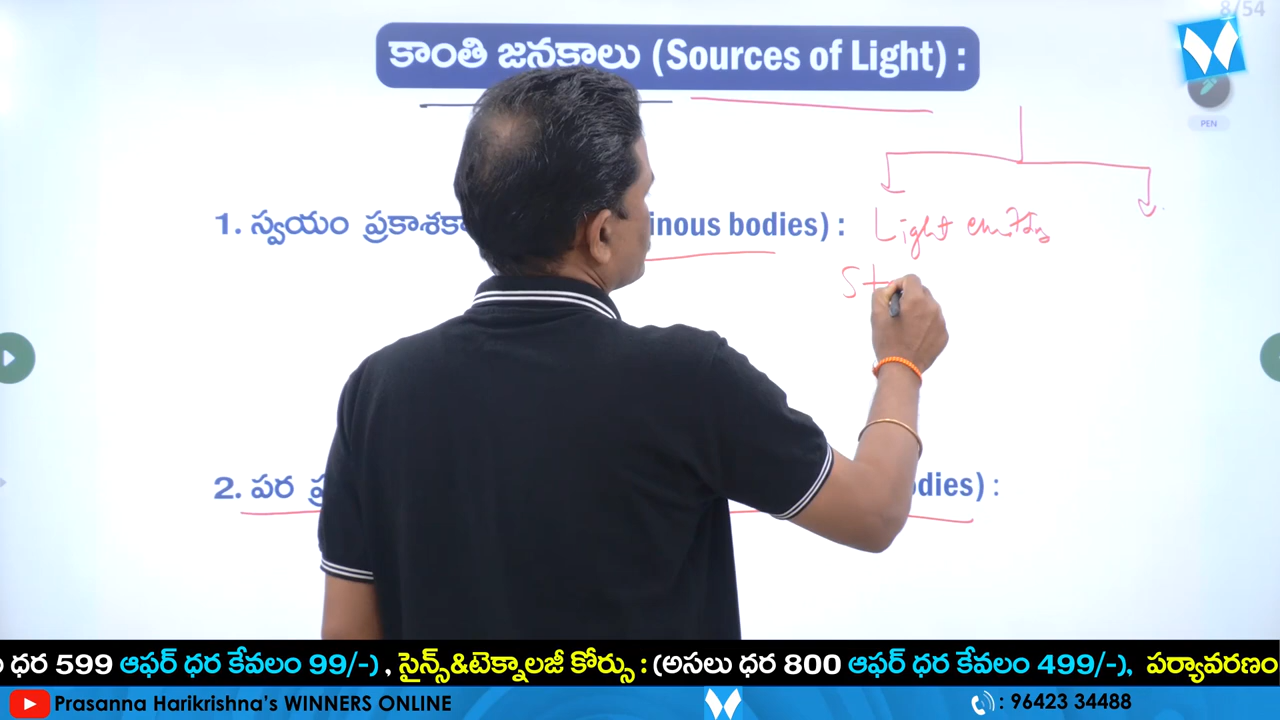 8/54
కాంతి జనకాలు (Sources of Light) :
PEN
1. స్వయం ప్రకాశకా inous bodies) : Light emitting
St
2. పర ప్ర dies) :
ధర 599 ఆఫర్ ధర కేవలం 99/-) , సైన్స్&టెక్నాలజీ కోర్సు : (అసలు ధర 800 ఆఫర్ ధర కేవలం 499/-), పర్యావరణం
Prasanna Harikrishna's WINNERS ONLINE : 96423 34488